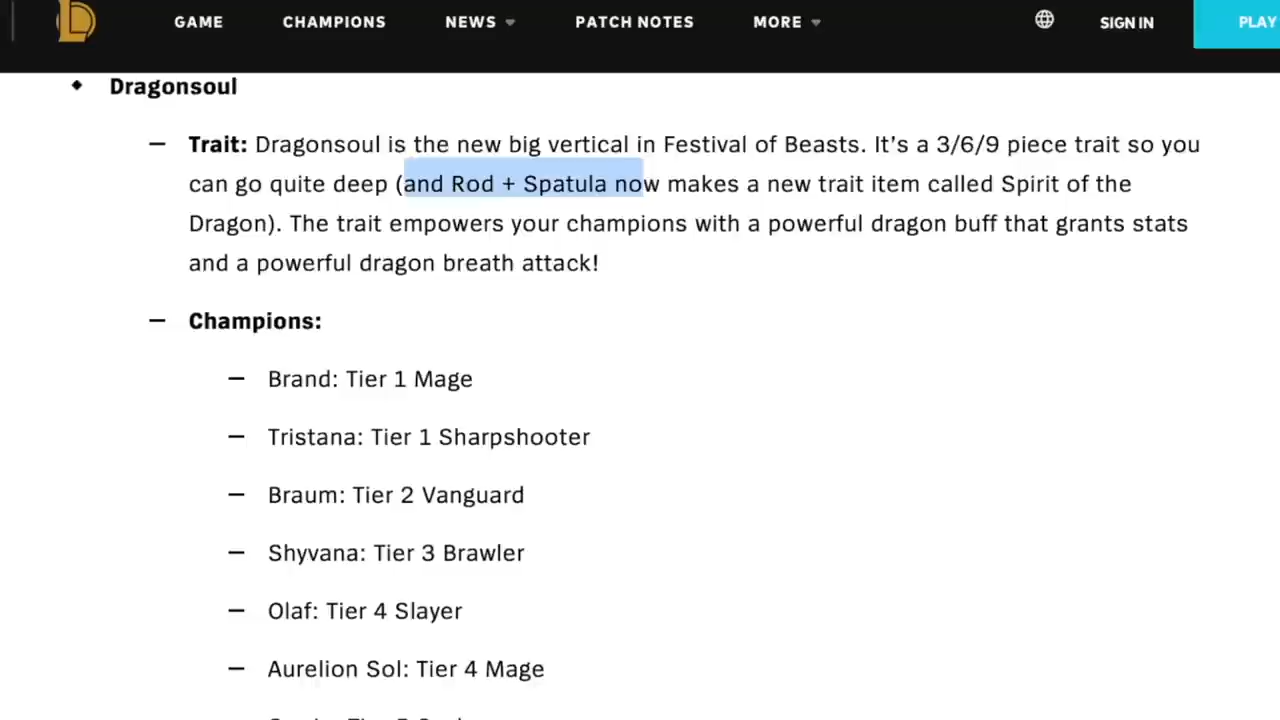 GAME CHAMPIONS NEWS PATCH NOTES MORE SIGN IN PLAY
Dragonsoul
Trait: Dragonsoul is the new big vertical in Festival of Beasts. It's a 3/6/9 piece trait so you
can go quite deep (and Rod + Spatula now makes a new trait item called Spirit of the
Dragon). The trait empowers your champions with a powerful dragon buff that grants stats
and a powerful dragon breath attack!
Champions:
Brand: Tier 1 Mage
Tristana: Tier 1 Sharpshooter
Braum: Tier 2 Vanguard
Shyvana: Tier 3 Brawler
Olaf: Tier 4 Slayer
Aurelion Sol: Tier 4 Mage